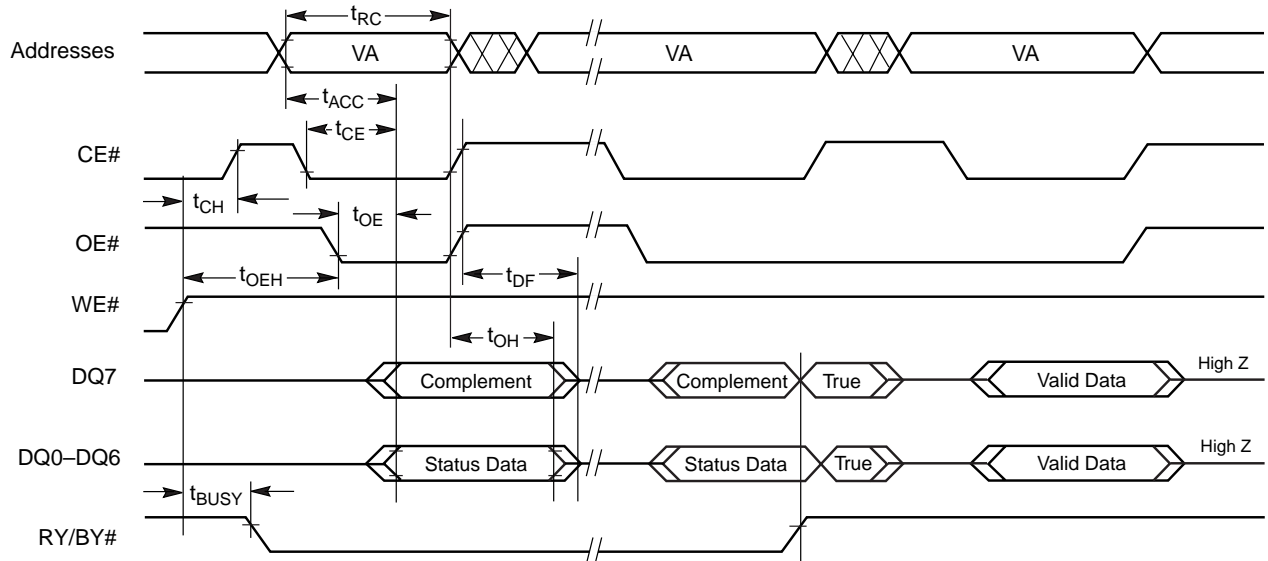 tRC
Addresses VA VA VA
tACC
tCE
CE#
tCH tOE
OE#
tOEH tDF
WE#
tOH
DQ7 Complement Complement True Valid Data High Z
DQ0–DQ6 Status Data Status Data True Valid Data High Z
tBUSY
RY/BY#